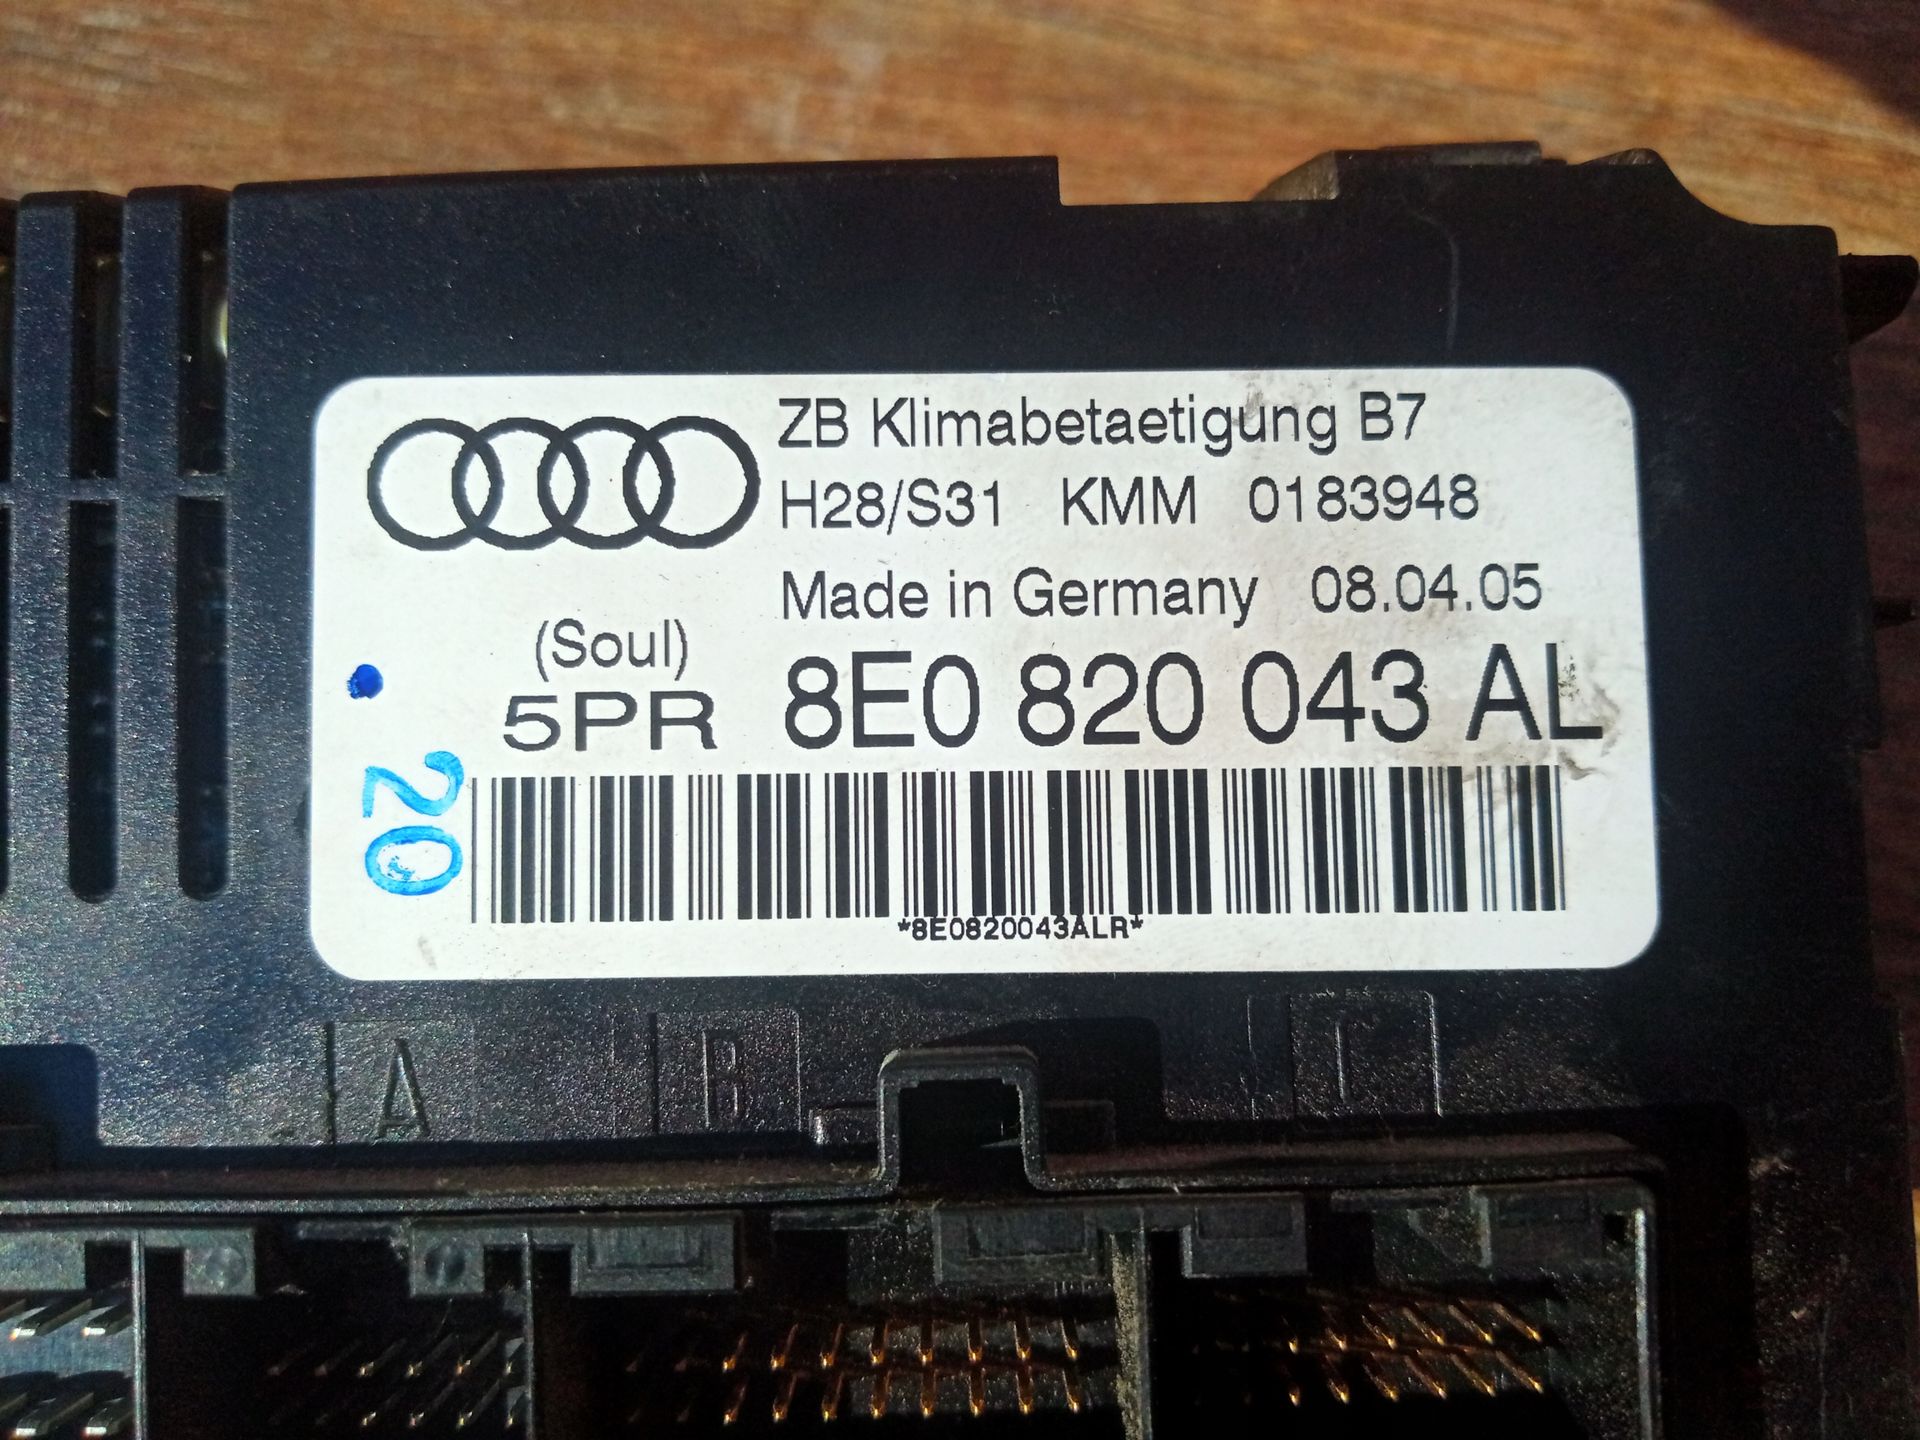 ZB Klimabetaetigung B7
H28/S31 KMM 0183948
Made in Germany 08.04.05
(Soul)
5PR 8E0 820 043 AL
20
*8E0820043ALR*
A B C